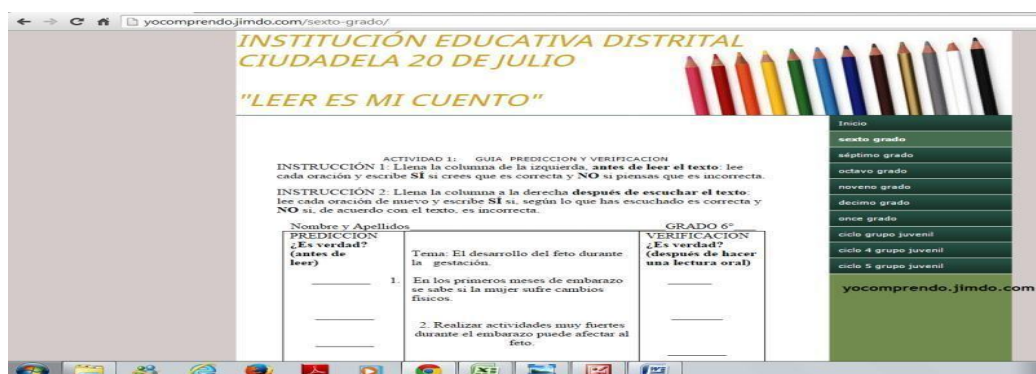 yocomprendo.jimdo.com/sexto-grado/
INSTITUCIÓN EDUCATIVA DISTRITAL
CIUDADELA 20 DE JULIO
"LEER ES MI CUENTO"
ACTIVIDAD 1: GUIA PREDICCION Y VERIFICACION
INSTRUCCIÓN 1: Llena la columna de la izquierda, antes de leer el texto: lee
cada oración y escribe SÍ si crees que es correcta y NO si piensas que es incorrecta.
INSTRUCCIÓN 2: Llena la columna a la derecha después de escuchar el texto:
lee cada oración de nuevo y escribe SÍ si, según lo que has escuchado es correcta y
NO si, de acuerdo con el texto, es incorrecta.
Nombre y Apellidos GRADO 6°
PREDICCION
¿Es verdad?
(antes de
leer)
Tema: El desarrollo del feto durante
la gestación.
VERIFICACIÓN
¿Es verdad?
(después de hacer
una lectura oral)
1. En los primeros meses de embarazo
se sabe si la mujer sufre cambios
físicos.
2. Realizar actividades muy fuertes
durante el embarazo puede afectar al
feto.
Inicio
sexto grado
séptimo grado
octavo grado
noveno grado
decimo grado
once grado
ciclo grupo juvenil
ciclo 4 grupo juvenil
ciclo 5 grupo juvenil
yocomprendo.jimdo.com